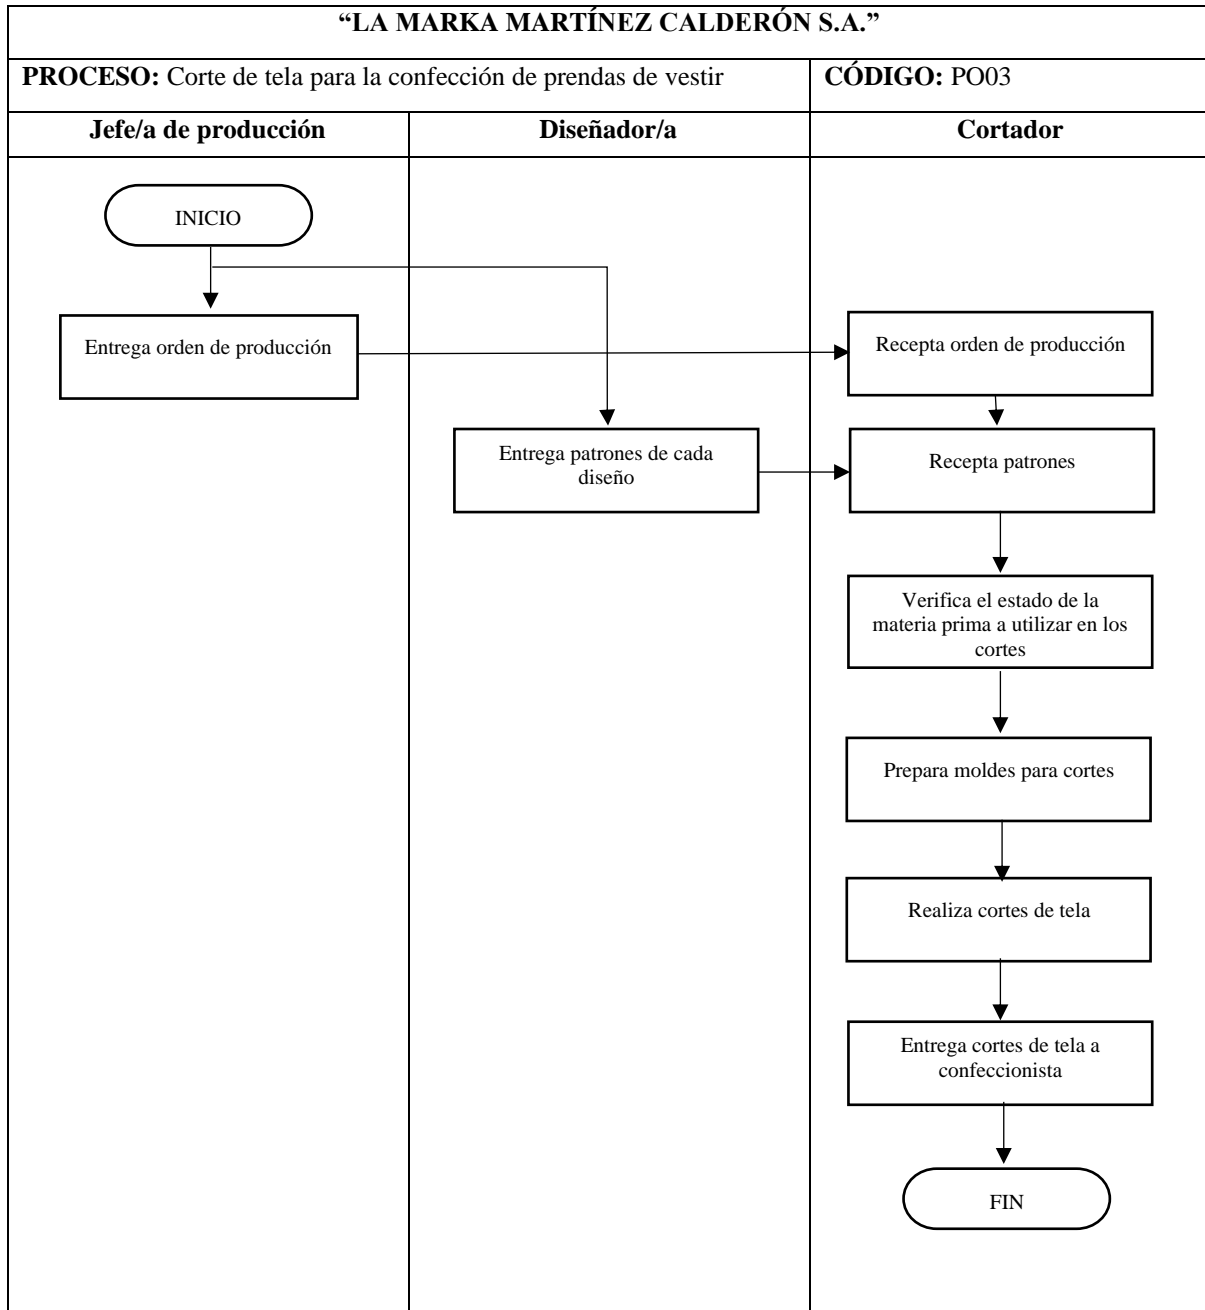 “LA MARKA MARTÍNEZ CALDERÓN S.A.”
PROCESO: Corte de tela para la confección de prendas de vestir
CÓDIGO: PO03
Jefe/a de producción
Diseñador/a
Cortador
INICIO
Entrega orden de producción
Recepta orden de producción
Entrega patrones de cada
diseño
Recepta patrones
Verifica el estado de la
materia prima a utilizar en los
cortes
Prepara moldes para cortes
Realiza cortes de tela
Entrega cortes de tela a
confeccionista
FIN